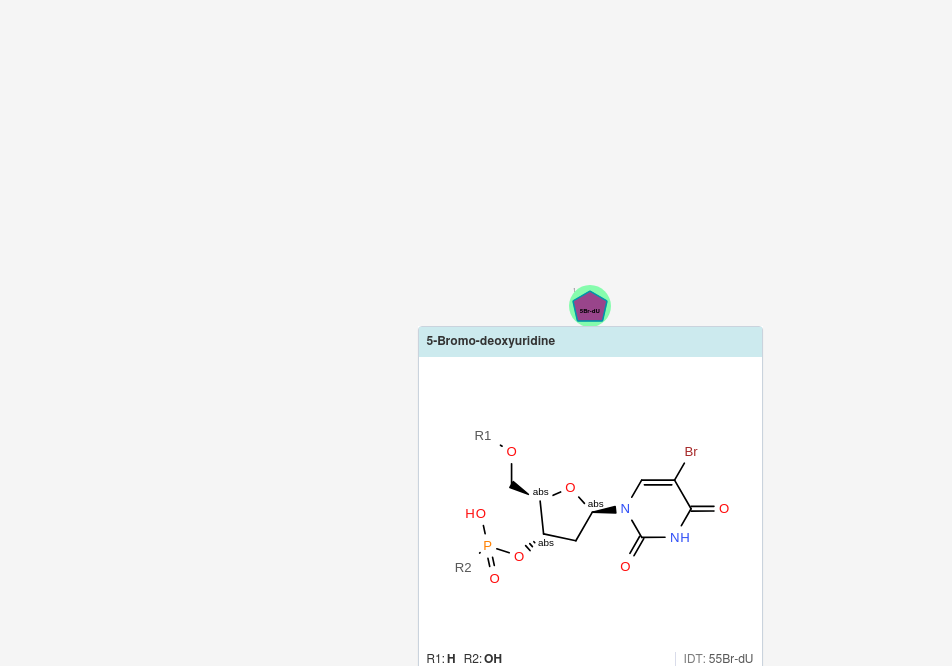 5Br-dU
5-Bromo-deoxyuridine
R1
O
Br
abs
O
abs
N
O
HO
abs
NH
P
O
R2
O
O
R1: H R2: OH
IDT: 55Br-dU